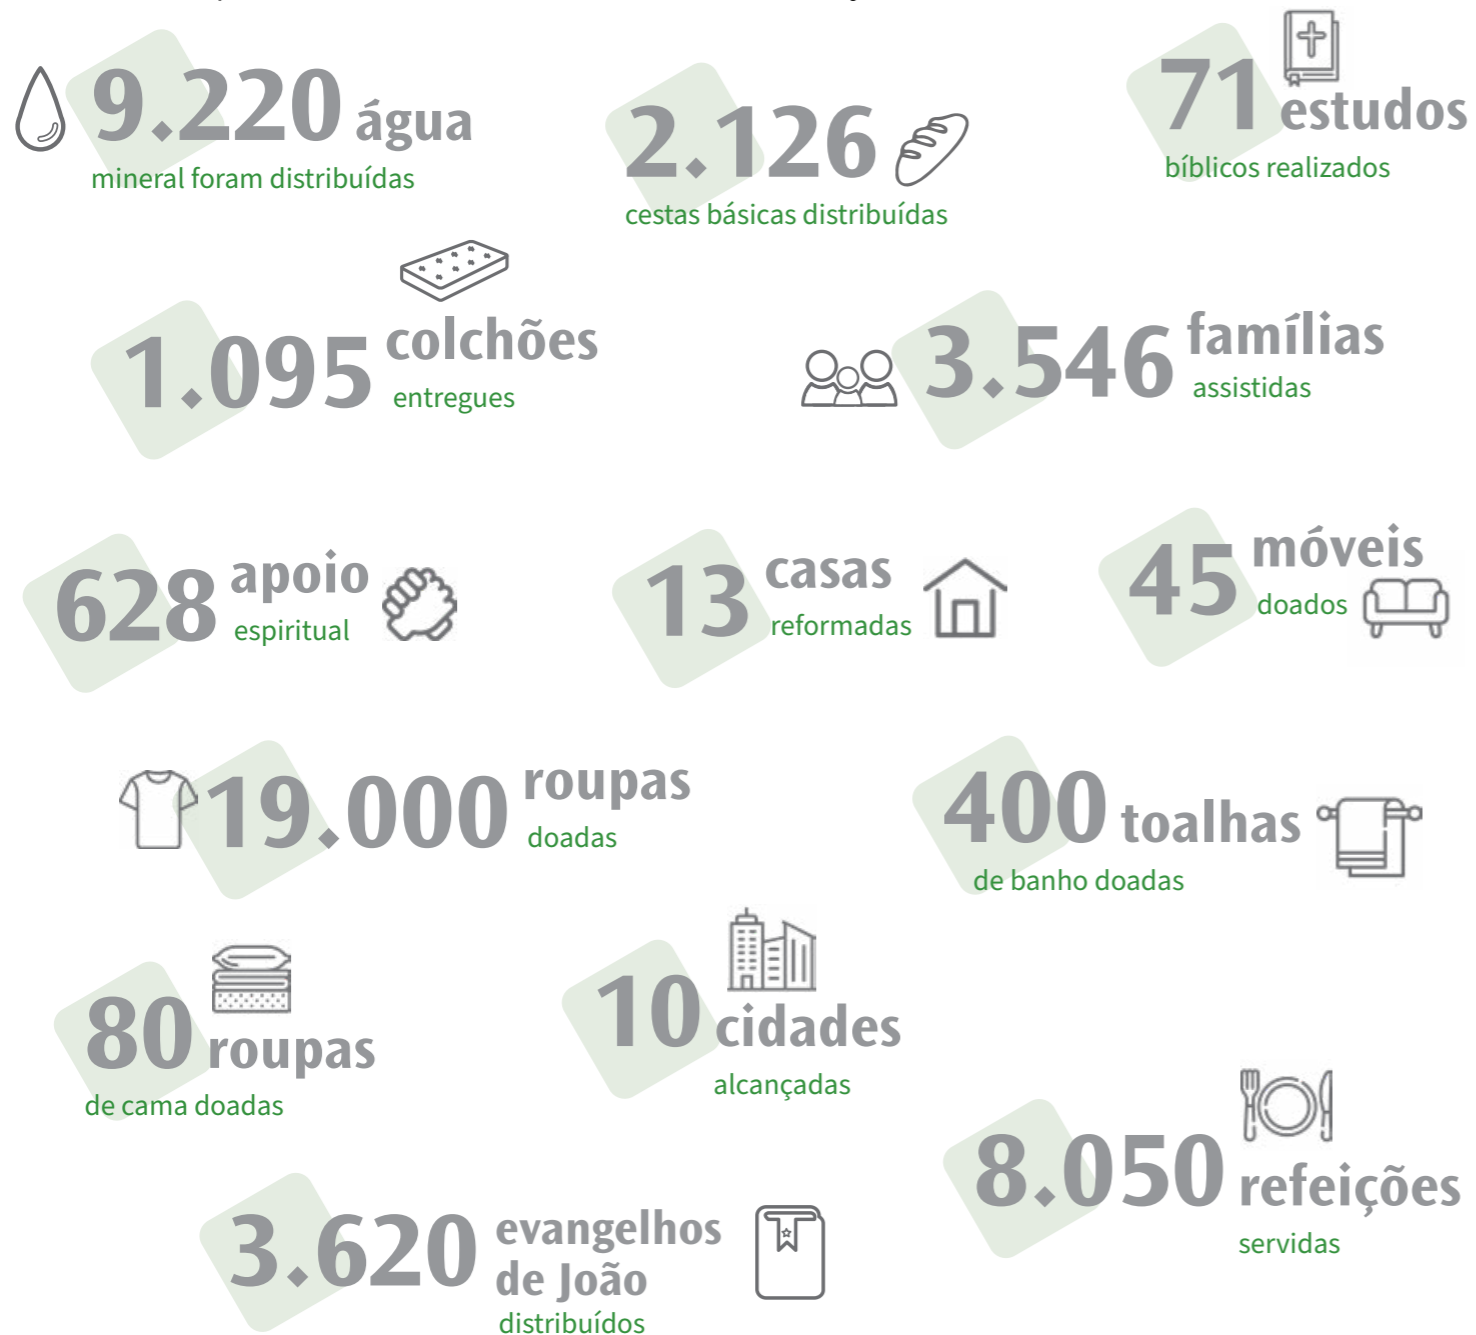 9.220 água
mineral foram distribuídas
2.126
cestas básicas distribuídas
71 estudos
bíblicos realizados
1.095 colchões
entregues
3.546 famílias
assistidas
628 apoio
espiritual
13 casas
reformadas
45 móveis
doados
19.000 roupas
doadas
400 toalhas
de banho doadas
80 roupas
de cama doadas
10 cidades
alcançadas
8.050 refeições
servidas
3.620 evangelhos
de João
distribuídos